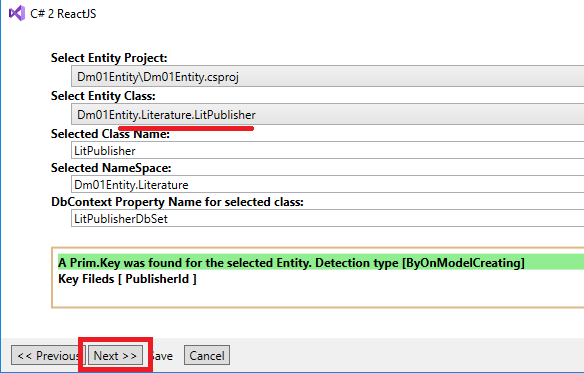 C# 2 ReactJS
Select Entity Project:
Dm01Entity\Dm01Entity.csproj
Select Entity Class:
Dm01Entity.Literature.LitPublisher
Selected Class Name:
LitPublisher
Selected NameSpace:
Dm01Entity.Literature
DbContext Property Name for selected class:
LitPublisherDbSet
A Prim.Key was found for the selected Entity. Detection type [ByOnModelCreating]
Key Fileds [ PublisherId ]
<< Previous Next >> Save Cancel